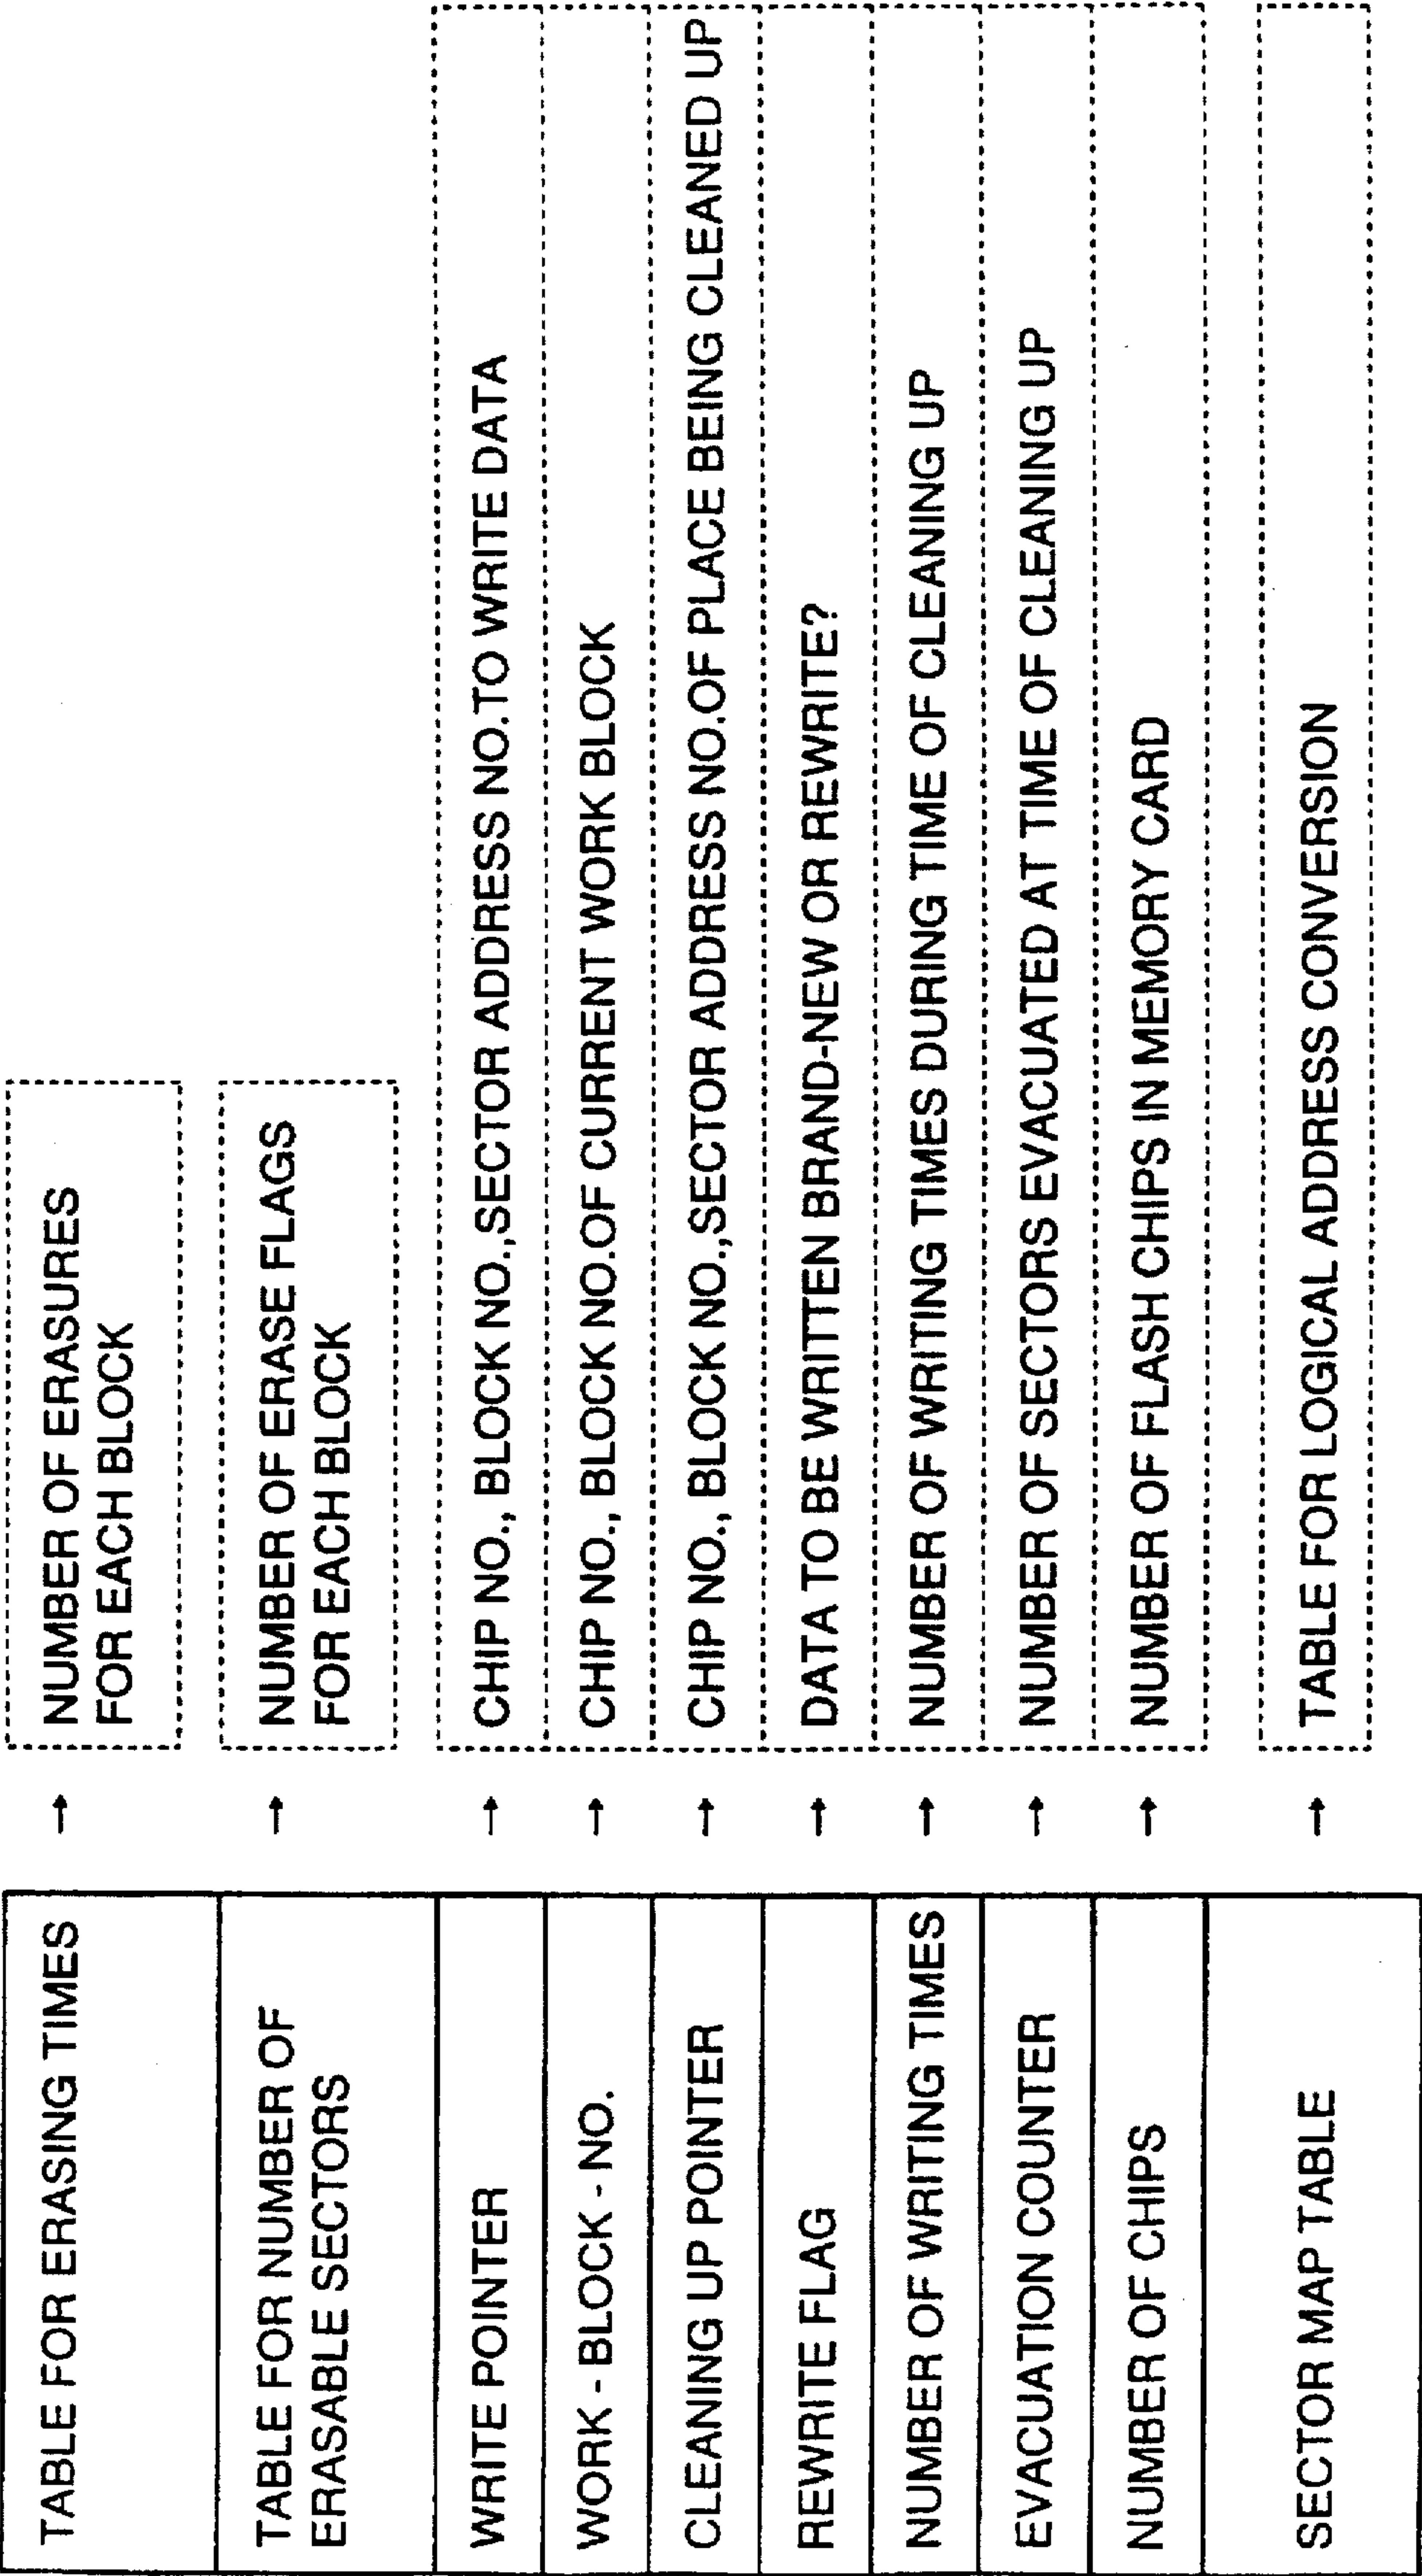 TABLE FOR ERASING TIMES
→
NUMBER OF ERASURES
FOR EACH BLOCK
TABLE FOR NUMBER OF
ERASABLE SECTORS
→
NUMBER OF ERASE FLAGS
FOR EACH BLOCK
WRITE POINTER
→
CHIP NO., BLOCK NO.,SECTOR ADDRESS NO.TO WRITE DATA
WORK - BLOCK - NO.
→
CHIP NO., BLOCK NO.OF CURRENT WORK BLOCK
CLEANING UP POINTER
→
CHIP NO., BLOCK NO.,SECTOR ADDRESS NO.OF PLACE BEING CLEANED UP
REWRITE FLAG
→
DATA TO BE WRITTEN BRAND-NEW OR REWRITE?
NUMBER OF WRITING TIMES
→
NUMBER OF WRITING TIMES DURING TIME OF CLEANING UP
EVACUATION COUNTER
→
NUMBER OF SECTORS EVACUATED AT TIME OF CLEANING UP
NUMBER OF CHIPS
→
NUMBER OF FLASH CHIPS IN MEMORY CARD
SECTOR MAP TABLE
→
TABLE FOR LOGICAL ADDRESS CONVERSION